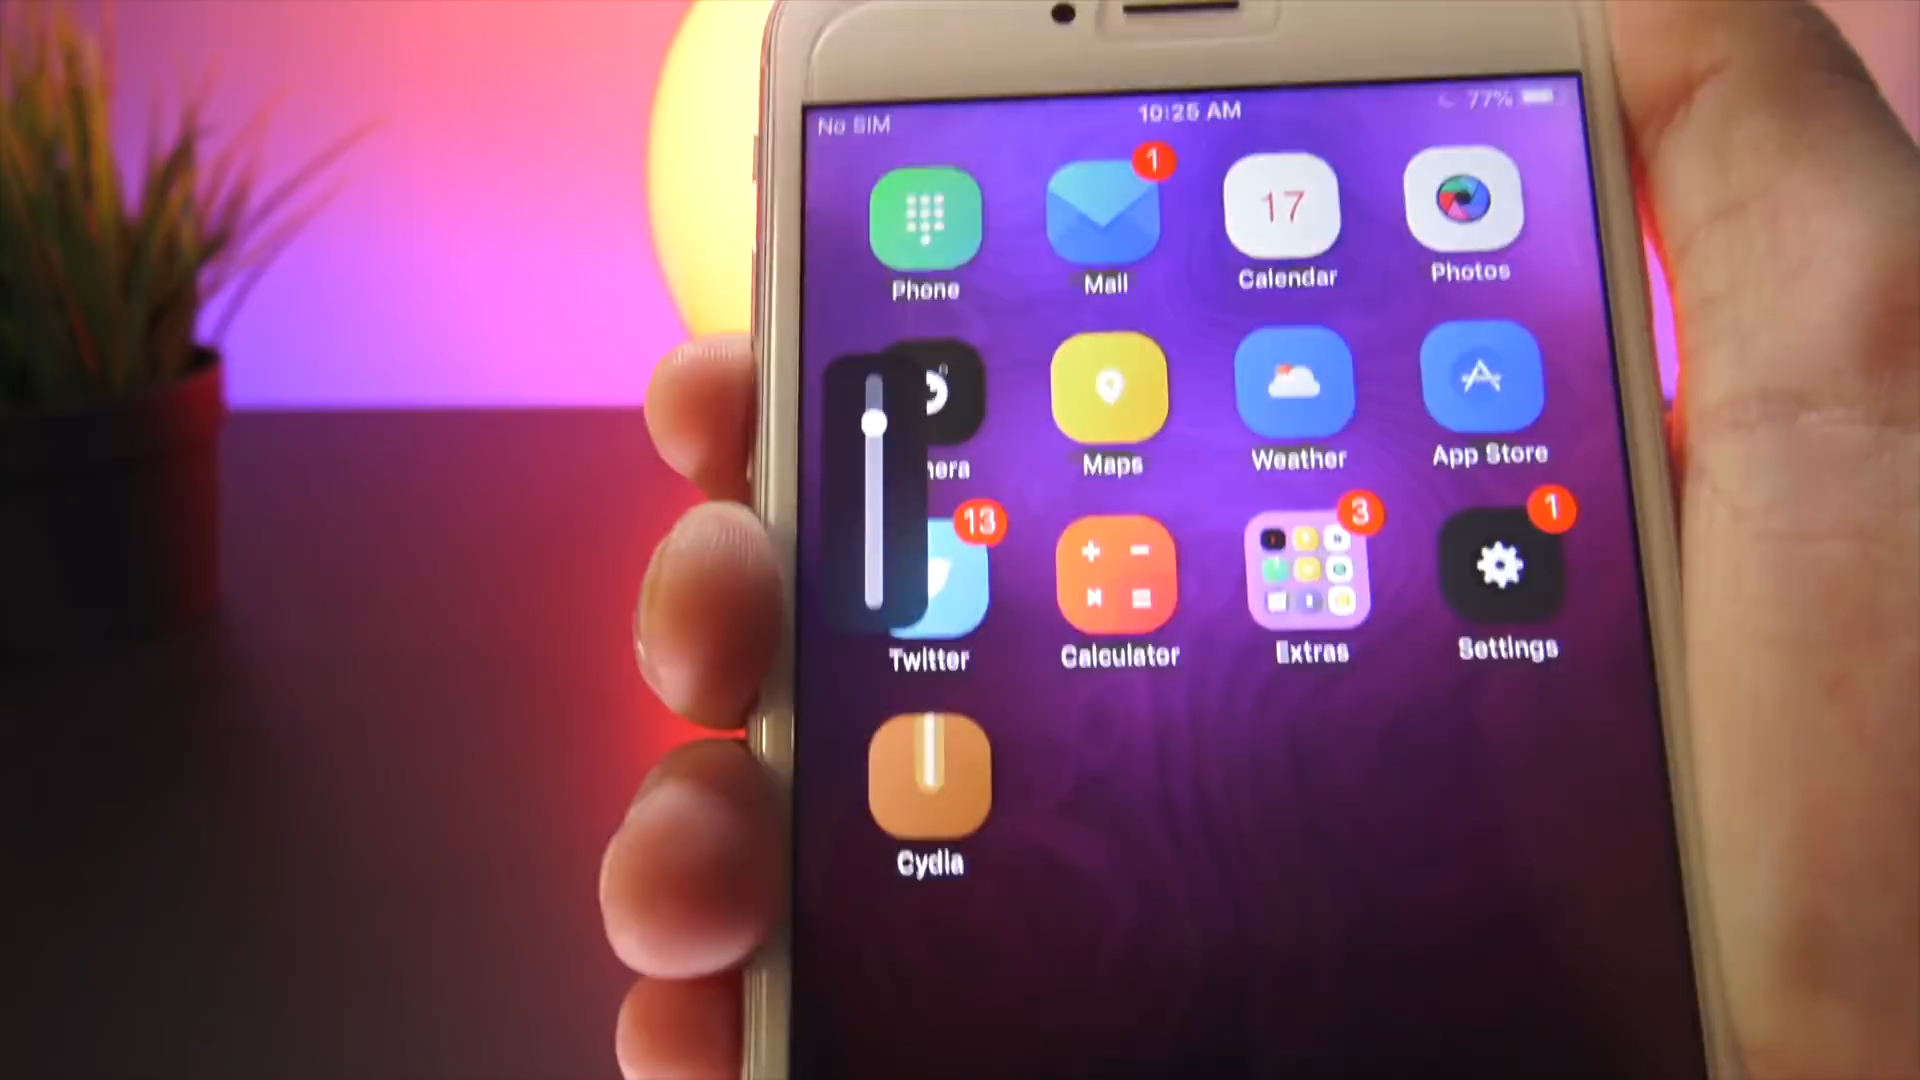 No SIM 10:25 AM 77%
1
17
Phone Mail Calendar Photos
era Maps Weather App Store
13 3 1
Twitter Calculator Extras Settings
Cydia